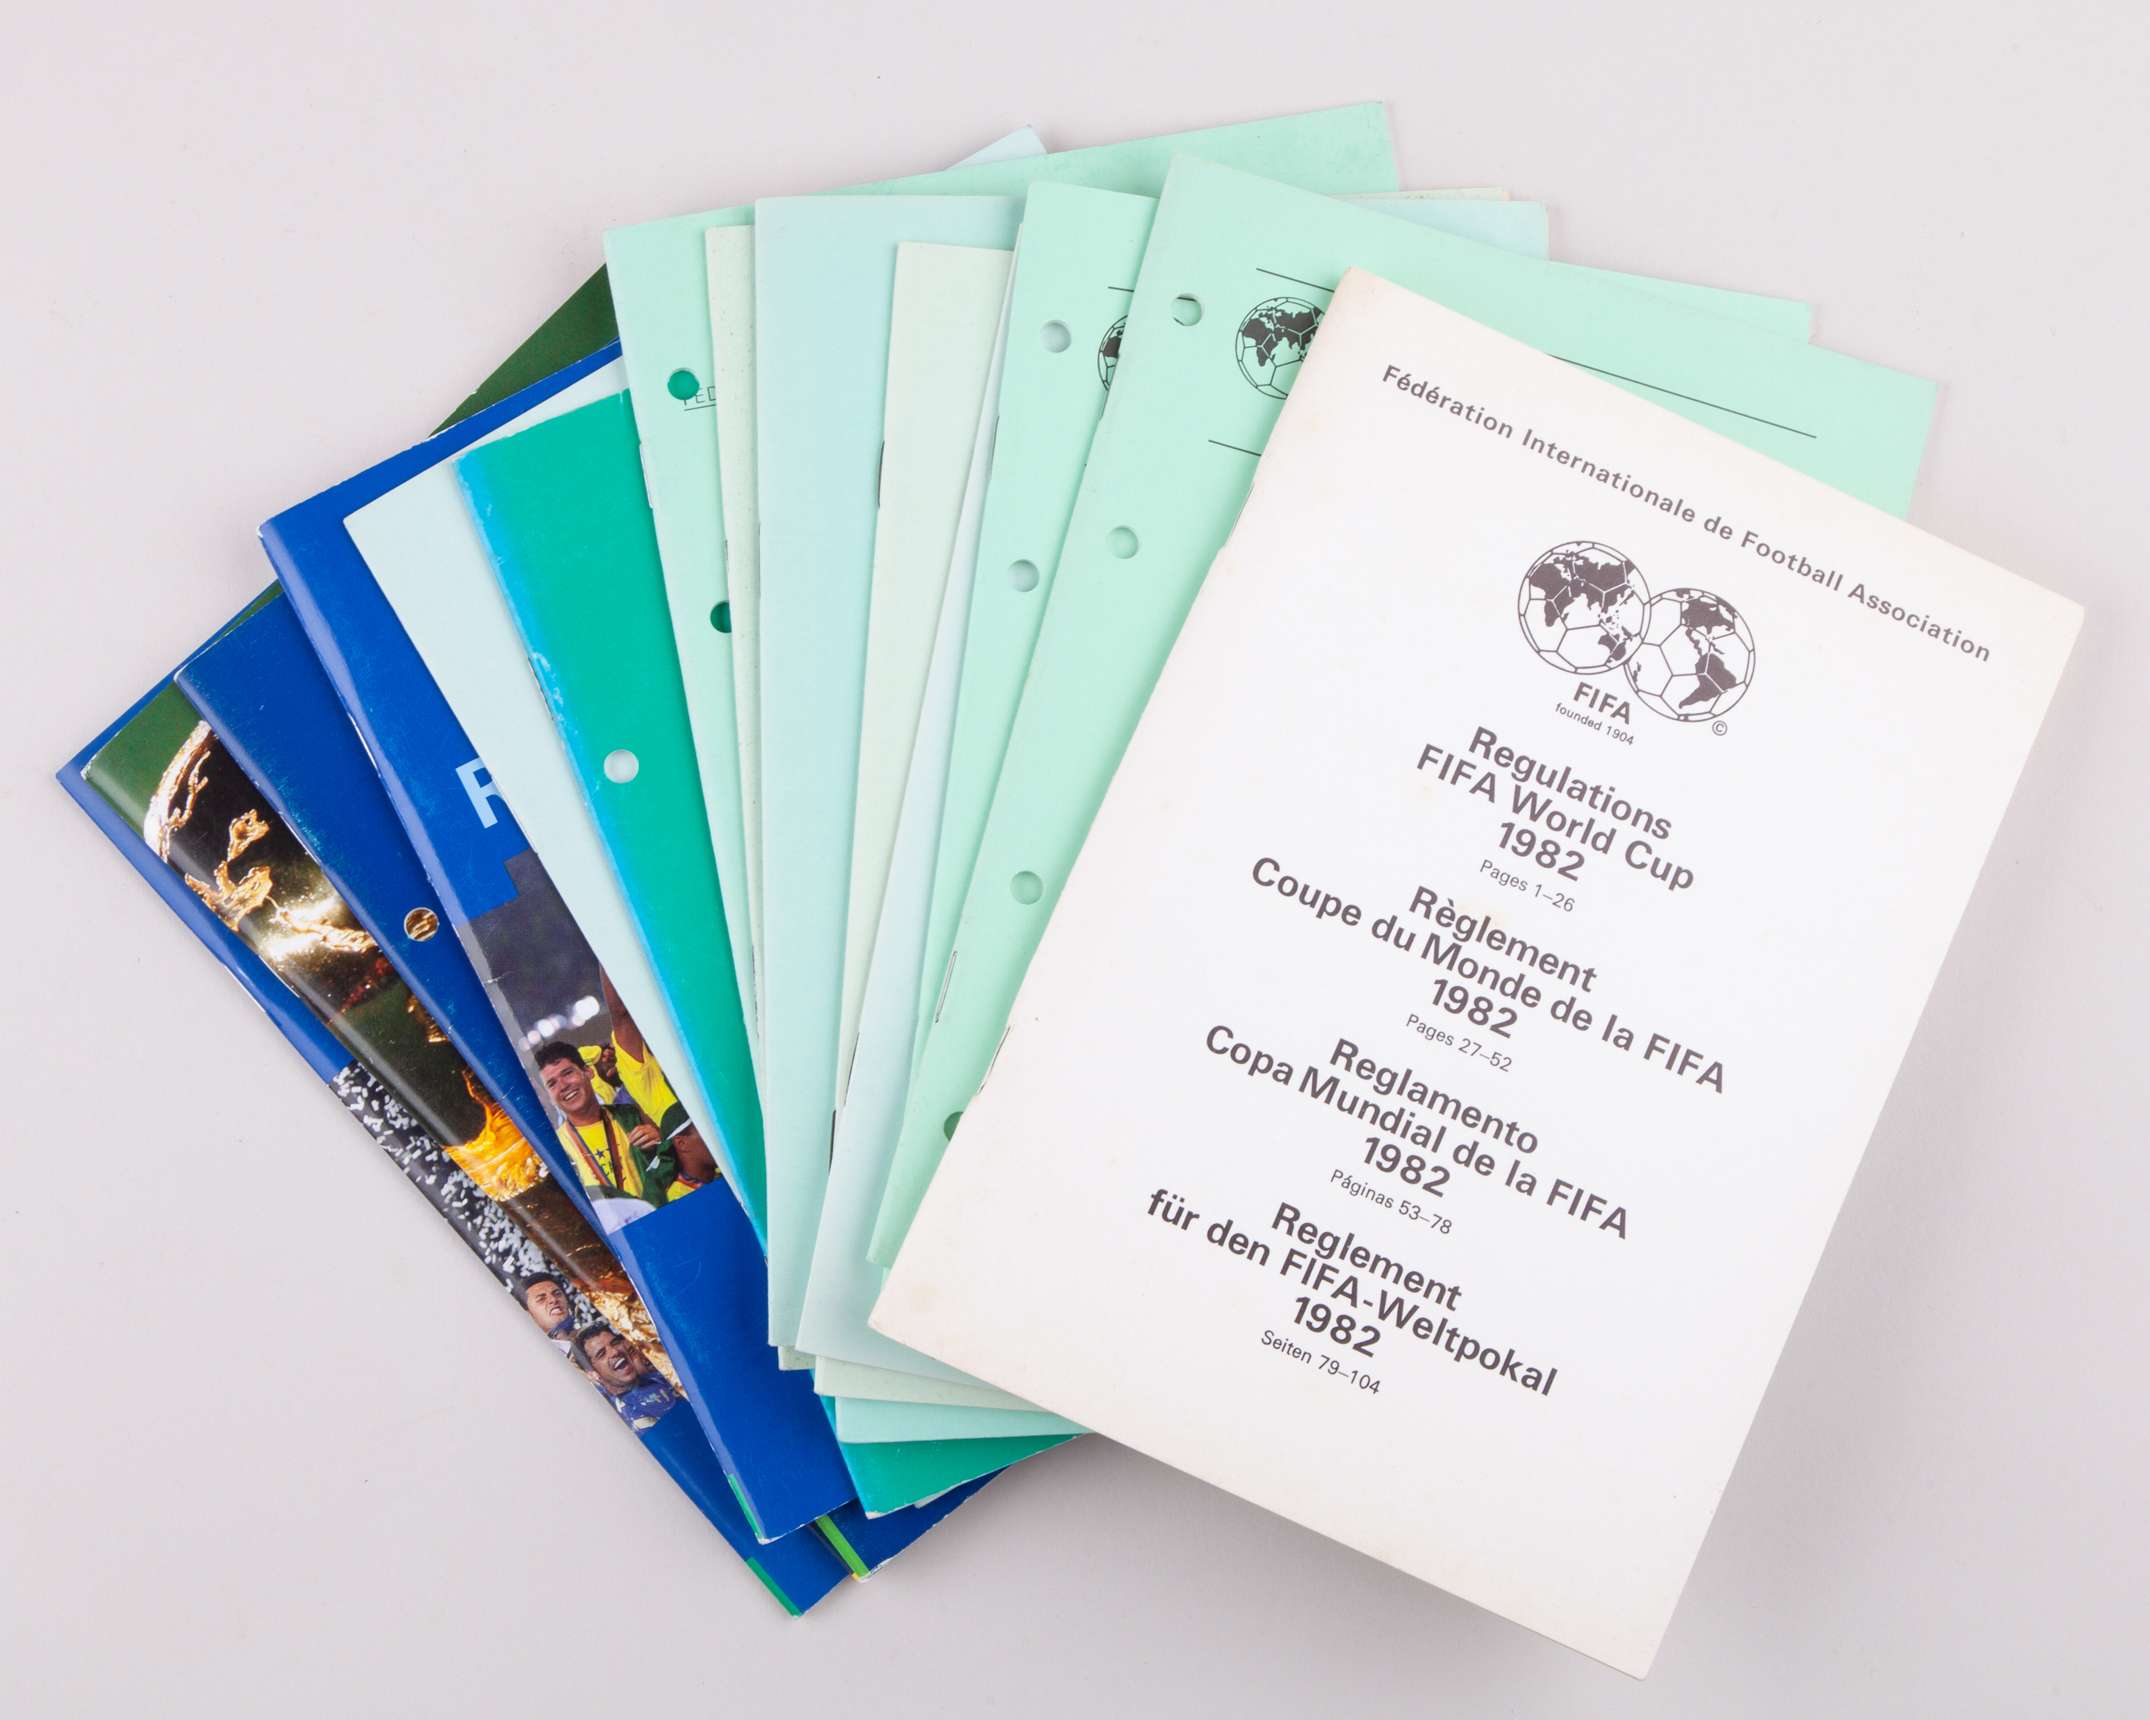 Fédération Internationale de Football Association
FIFA
founded 1904
©
Regulations
FIFA World Cup
1982
Pages 1–26
Règlement
Coupe du Monde de la FIFA
1982
Pages 27–52
Reglamento
Copa Mundial de la FIFA
1982
Páginas 53–78
Reglement
für den FIFA-Weltpokal
1982
Seiten 79–104
FÉD
R